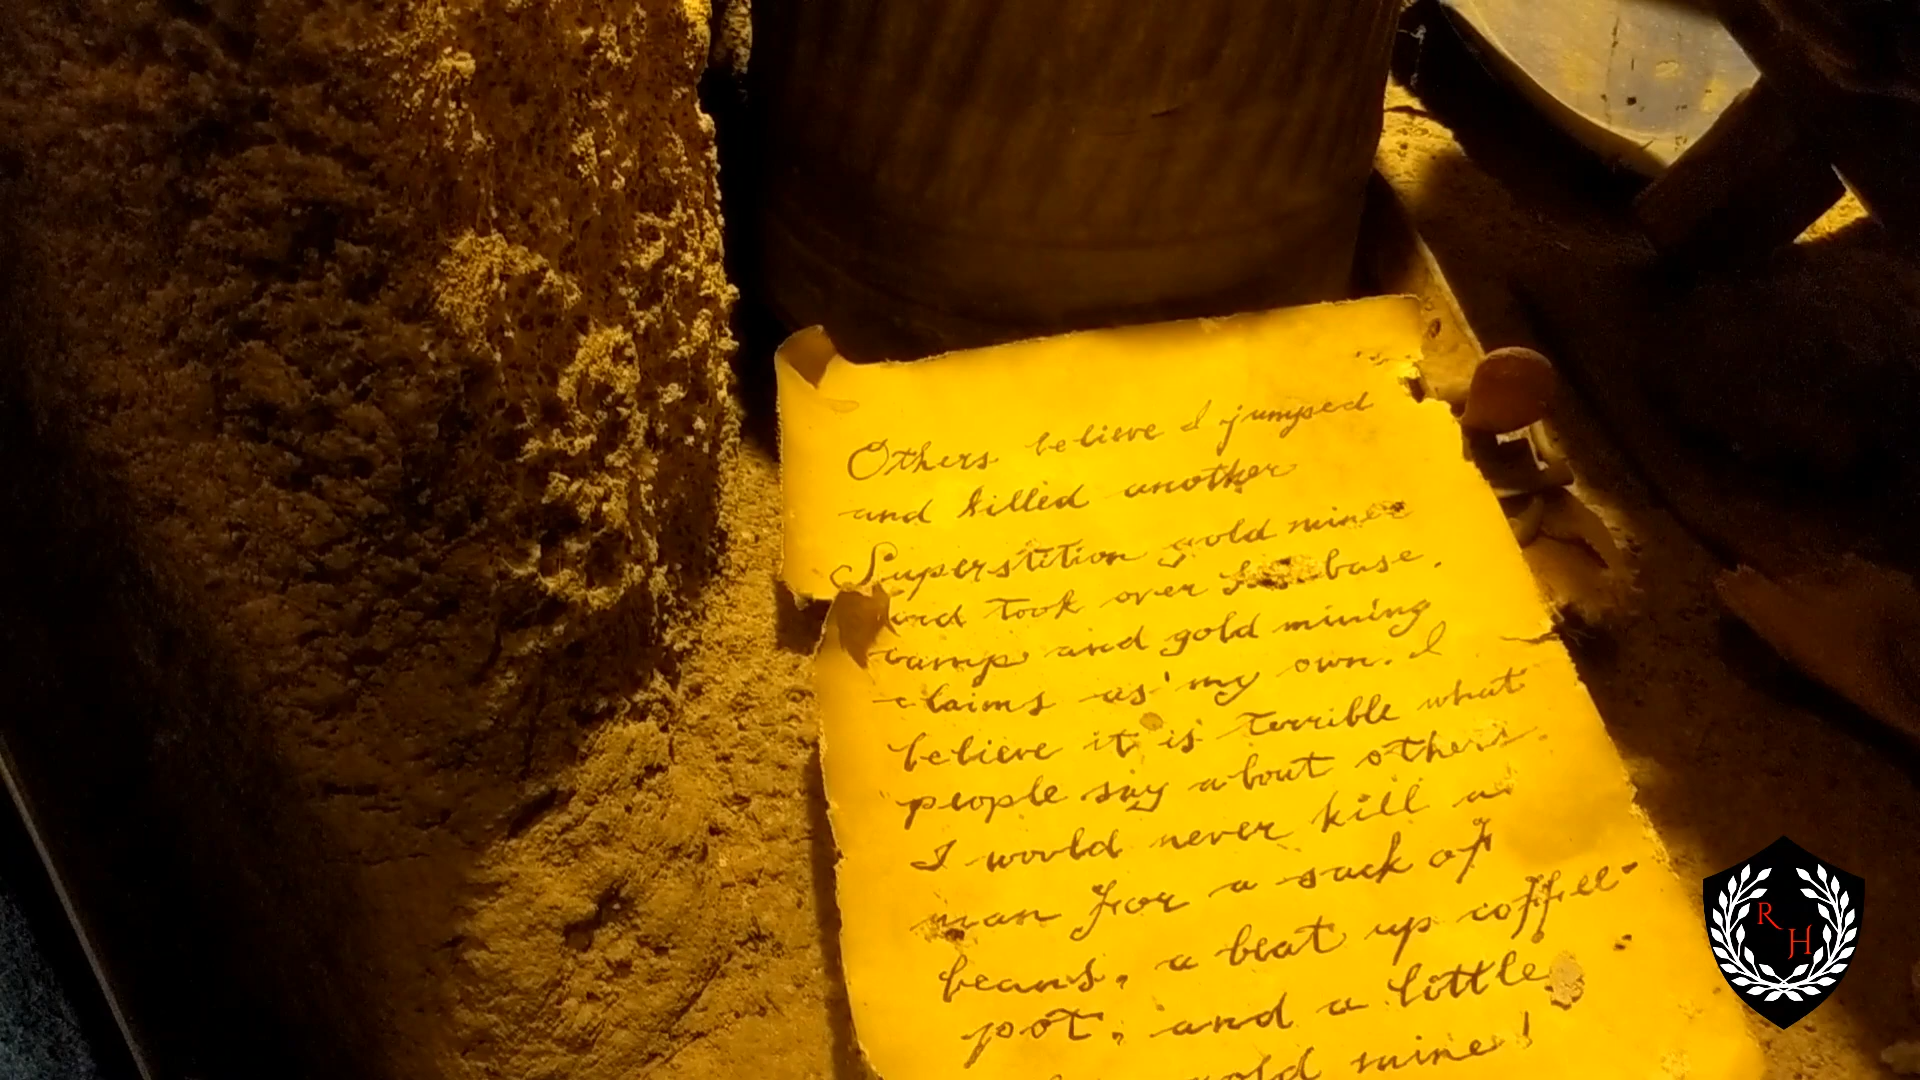 Others believe I jumped
and killed another
Superstition gold miner
and took over base
camp and gold mining
claims as my own. I
believe it is terrible what
people say about others.
I would never kill a
man for a sack of
beans, a beat up coffee
pot, and a little
gold mine!
R
H